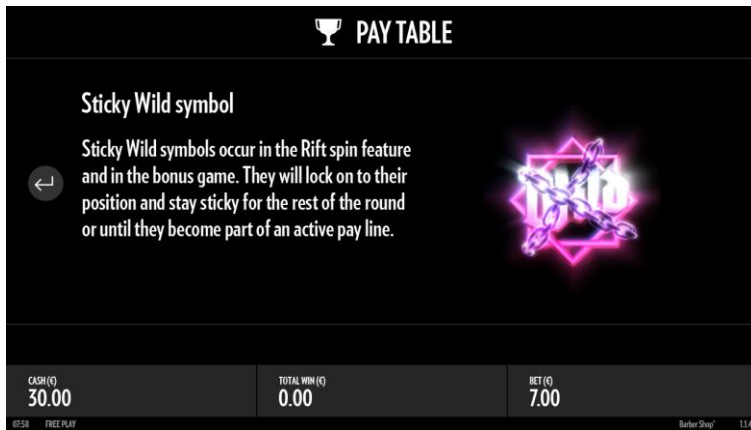 PAY TABLE
Sticky Wild symbol
Sticky Wild symbols occur in the Rift spin feature
and in the bonus game. They will lock on to their
position and stay sticky for the rest of the round
or until they become part of an active pay line.
CASH (€)
30.00
TOTAL WIN (€)
0.00
BET (€)
7.00
07:58 FREE PLAY
Barber Shop